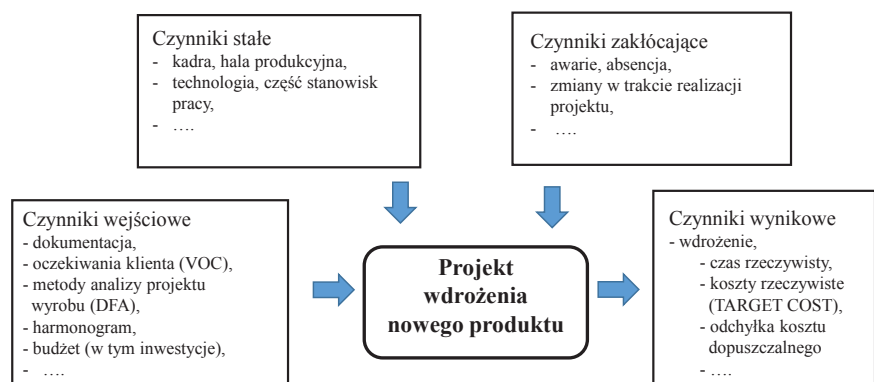 Czynniki stałe
- kadra, hala produkcyjna,
- technologia, część stanowisk
pracy,
- ….
Czynniki zakłócające
- awarie, absencja,
- zmiany w trakcie realizacji
projektu,
- ….
Czynniki wejściowe
- dokumentacja,
- oczekiwania klienta (VOC),
- metody analizy projektu
wyrobu (DFA),
- harmonogram,
- budżet (w tym inwestycje),
- ….
Projekt
wdrożenia
nowego produktu
Czynniki wynikowe
- wdrożenie,
- czas rzeczywisty,
- koszty rzeczywiste
(TARGET COST),
- odchyłka kosztu
dopuszczalnego
- ….